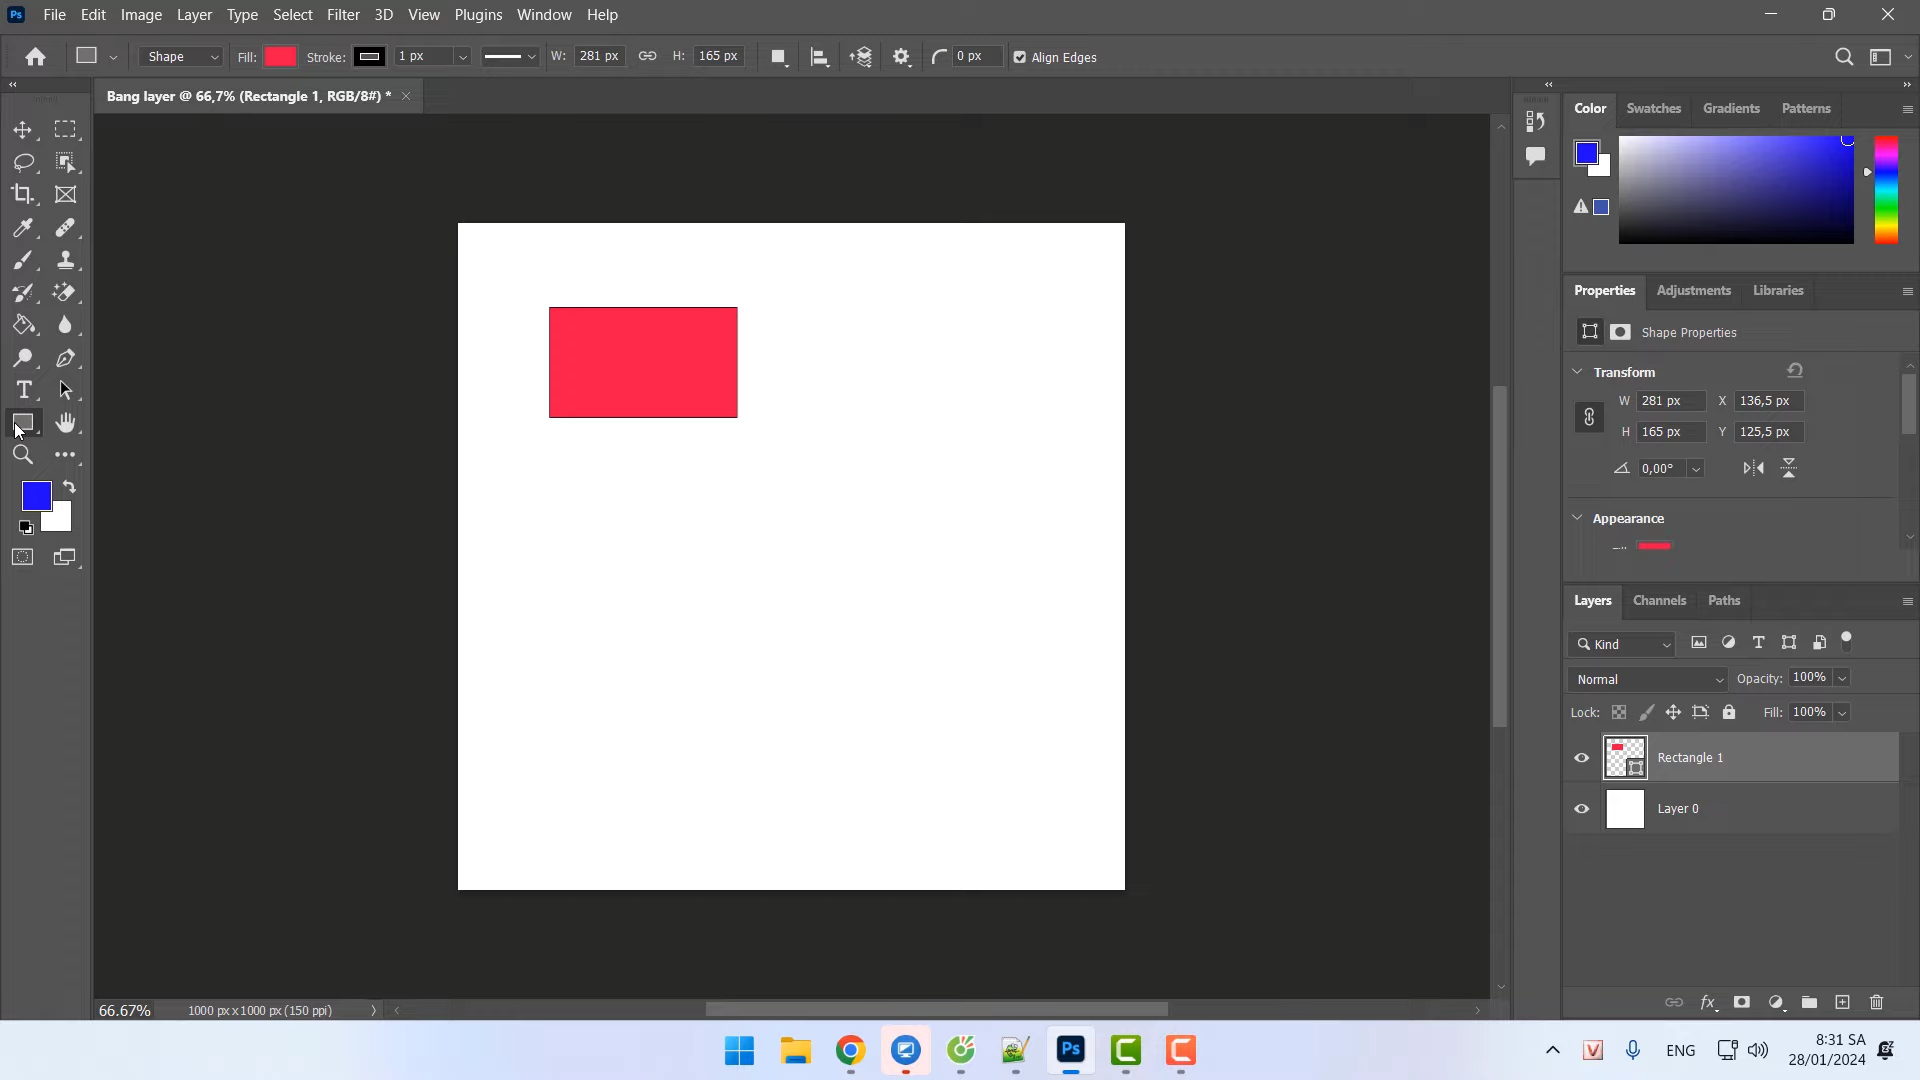 Ps File Edit Image Layer Type Select Filter 3D View Plugins Window Help
Shape Fill: Stroke: 1 px W: 281 px H: 165 px 0 px Align Edges
Bang layer @ 66,7% (Rectangle 1, RGB/8#) *
Color Swatches Gradients Patterns
Properties Adjustments Libraries
Shape Properties
Transform
W 281 px X 136,5 px
H 165 px Y 125,5 px
0,00°
Appearance
Layers Channels Paths
Kind
Normal Opacity: 100%
Lock: Fill: 100%
Rectangle 1
Layer 0
fx
66.67% 1000 px x 1000 px (150 ppi)
Ps
ENG
8:31 SA
28/01/2024